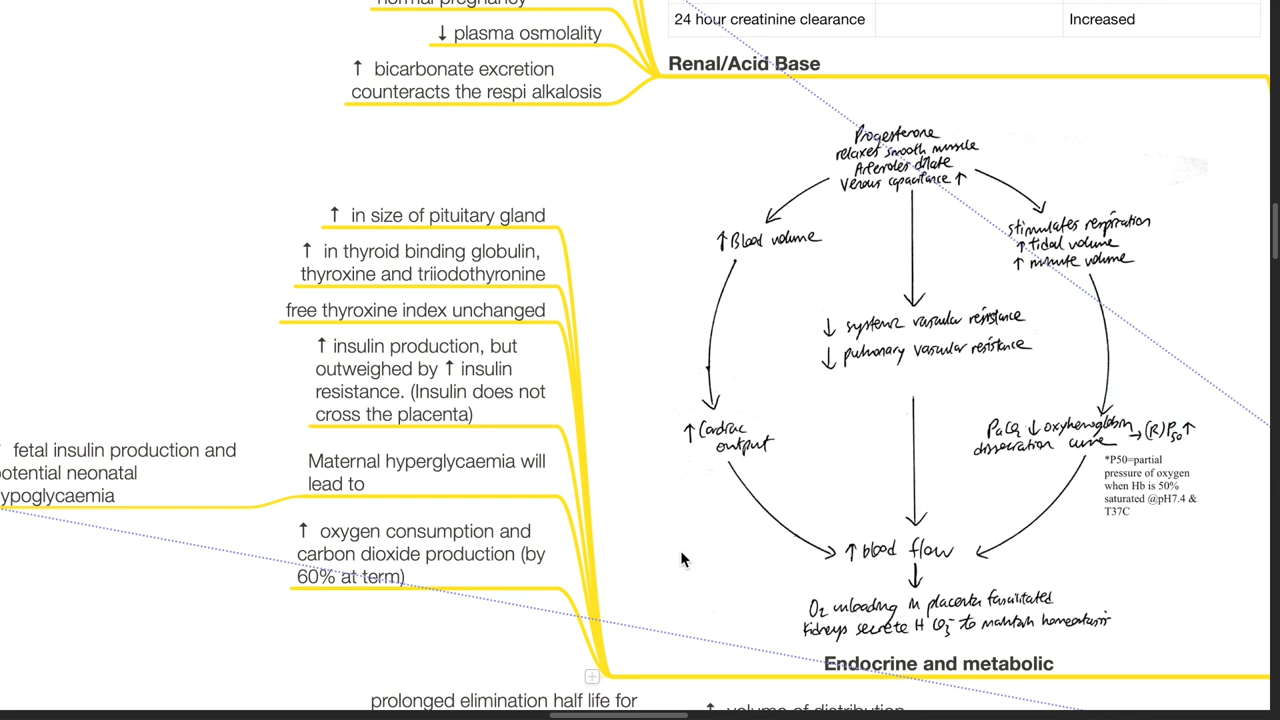 normal pregnancy
↓ plasma osmolality
↑ bicarbonate excretion
counteracts the respi alkalosis
24 hour creatinine clearance Increased
Renal/Acid Base
Progesterone
relaxes smooth muscle
Arterioles dilate
Venous capacitance ↑
↑ Blood volume
stimulates respiration
↑ tidal volume
↑ minute volume
↓ systemic vascular resistance
↓ pulmonary vascular resistance
↑ Cardiac
output
PaCO2 ↓ oxyhemoglobin
dissociation curve → (R) P50 ↑
*P50=partial
pressure of oxygen
when Hb is 50%
saturated @pH7.4 &
T37C
↑ blood flow
O2 unloading in placenta facilitated
Kidneys secrete HCO3⁻ to maintain homeostasis
↑ in size of pituitary gland
↑ in thyroid binding globulin,
thyroxine and triiodothyronine
free thyroxine index unchanged
↑ insulin production, but
outweighed by ↑ insulin
resistance. (Insulin does not
cross the placenta)
Maternal hyperglycaemia will
lead to
fetal insulin production and
neonatal
↑ oxygen consumption and
carbon dioxide production (by
60% at term)
Endocrine and metabolic
prolonged elimination half life for
↑ volume of distribution